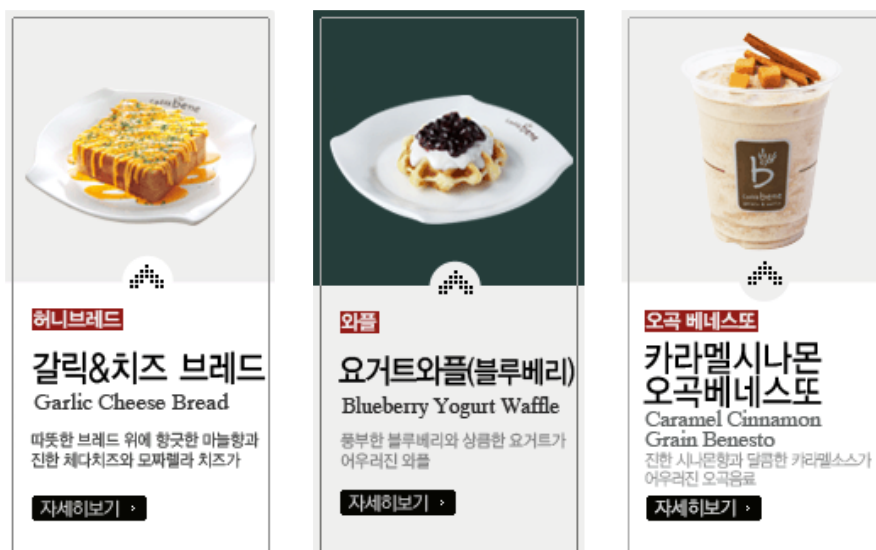 caffé bene
허니브레드
갈릭&치즈 브레드
Garlic Cheese Bread
따뜻한 브레드 위에 향긋한 마늘향과
진한 체다치즈와 모짜렐라 치즈가
자세히보기 ›
caffé bene
와플
요거트와플(블루베리)
Blueberry Yogurt Waffle
풍부한 블루베리와 상큼한 요거트가
어우러진 와플
자세히보기 ›
b
caffé bene
오곡 베네스또
카라멜시나몬
오곡베네스또
Caramel Cinnamon
Grain Benesto
진한 시나몬향과 달콤한 카라멜소스가
어우러진 오곡음료
자세히보기 ›